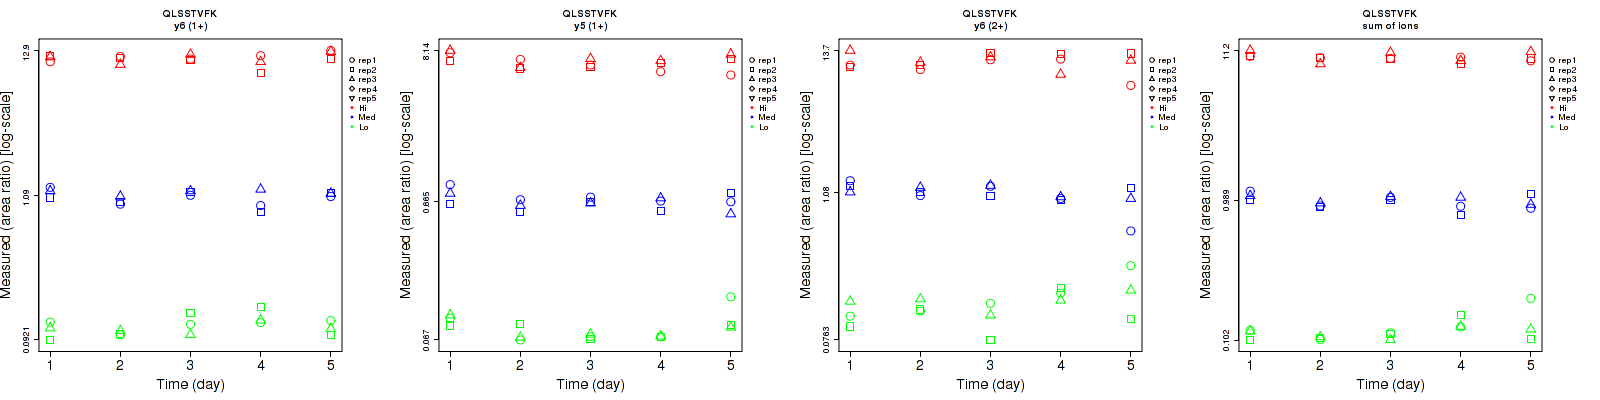 QLSSTVFK
y6 (1+)
Measured (area ratio) [log-scale]
12.9
1.09
0.0921
1 2 3 4 5
Time (day)
rep1
rep2
rep3
rep4
rep5
Hi
Med
Lo
QLSSTVFK
y5 (1+)
Measured (area ratio) [log-scale]
8.14
0.665
0.067
1 2 3 4 5
Time (day)
rep1
rep2
rep3
rep4
rep5
Hi
Med
Lo
QLSSTVFK
y6 (2+)
Measured (area ratio) [log-scale]
13.7
1.08
0.0763
1 2 3 4 5
Time (day)
rep1
rep2
rep3
rep4
rep5
Hi
Med
Lo
QLSSTVFK
sum of ions
Measured (area ratio) [log-scale]
11.2
0.989
0.102
1 2 3 4 5
Time (day)
rep1
rep2
rep3
rep4
rep5
Hi
Med
Lo